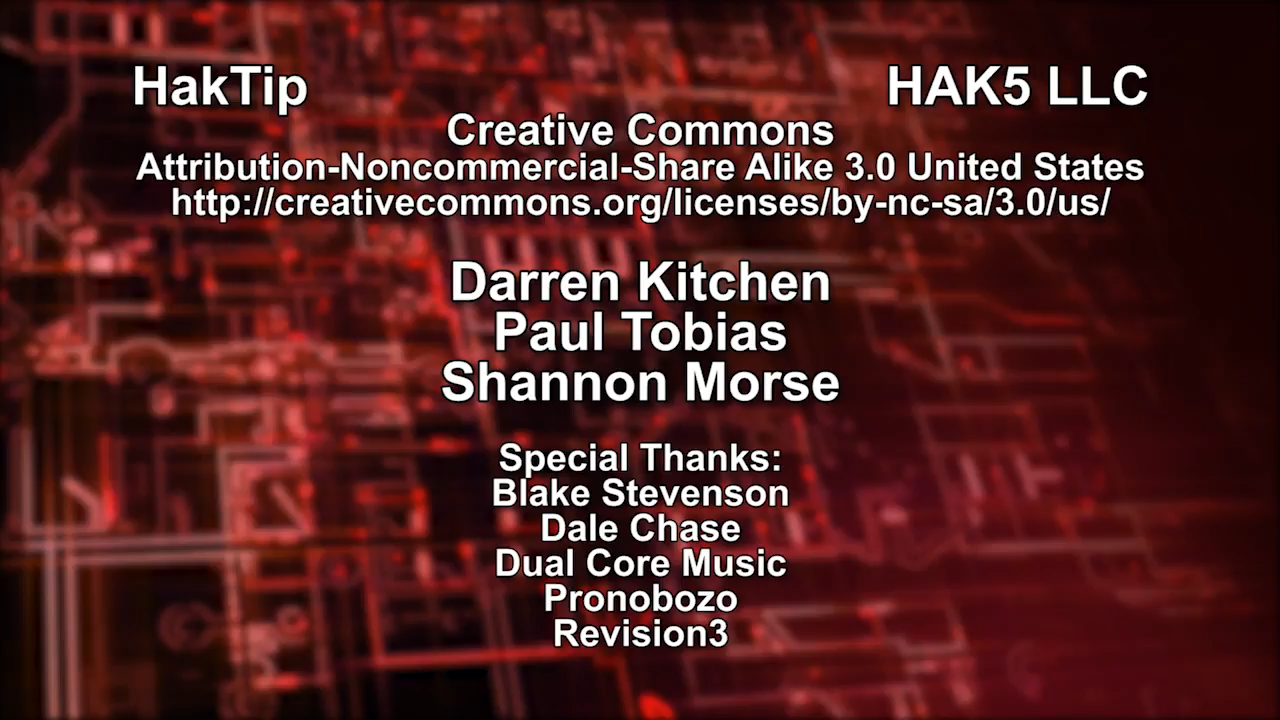 HakTip HAK5 LLC
Creative Commons
Attribution-Noncommercial-Share Alike 3.0 United States
http://creativecommons.org/licenses/by-nc-sa/3.0/us/
Darren Kitchen
Paul Tobias
Shannon Morse
Special Thanks:
Blake Stevenson
Dale Chase
Dual Core Music
Pronobozo
Revision3